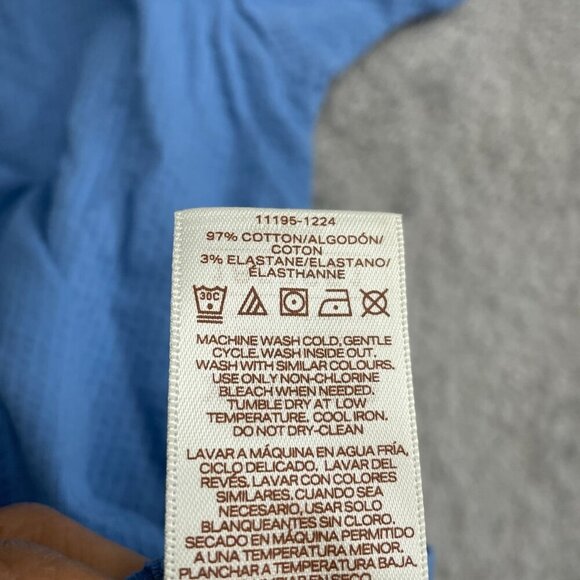 11195-1224
97% COTTON/ALGODÓN/
COTON
3% ELASTANE/ELASTANO/
ÉLASTHANNE
30C
MACHINE WASH COLD, GENTLE
CYCLE. WASH INSIDE OUT.
WASH WITH SIMILAR COLOURS.
USE ONLY NON-CHLORINE
BLEACH WHEN NEEDED.
TUMBLE DRY AT LOW
TEMPERATURE. COOL IRON.
DO NOT DRY-CLEAN
LAVAR A MÁQUINA EN AGUA FRÍA,
CICLO DELICADO. LAVAR DEL
REVÉS. LAVAR CON COLORES
SIMILARES. CUANDO SEA
NECESARIO, USAR SOLO
BLANQUEANTES SIN CLORO.
SECADO EN MÁQUINA PERMITIDO
A UNA TEMPERATURA MENOR.
PLANCHAR A TEMPERATURA BAJA.